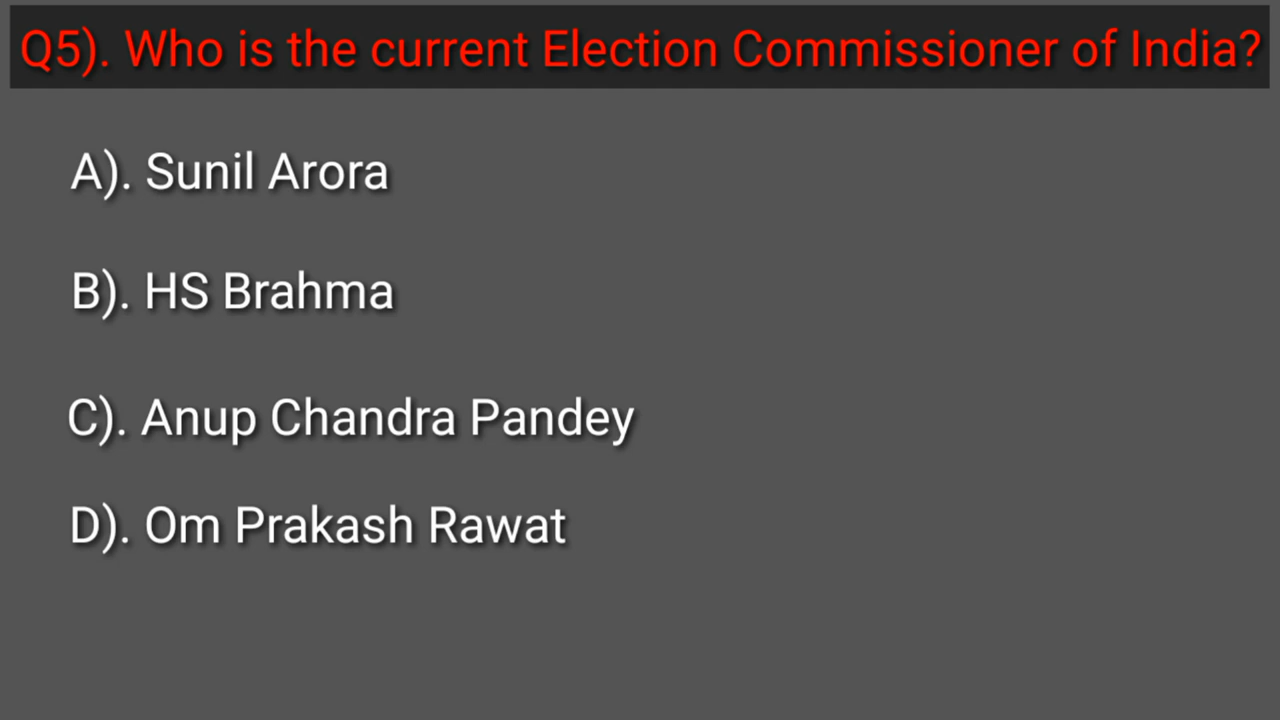 Q5). Who is the current Election Commissioner of India?
A). Sunil Arora
B). HS Brahma
C). Anup Chandra Pandey
D). Om Prakash Rawat